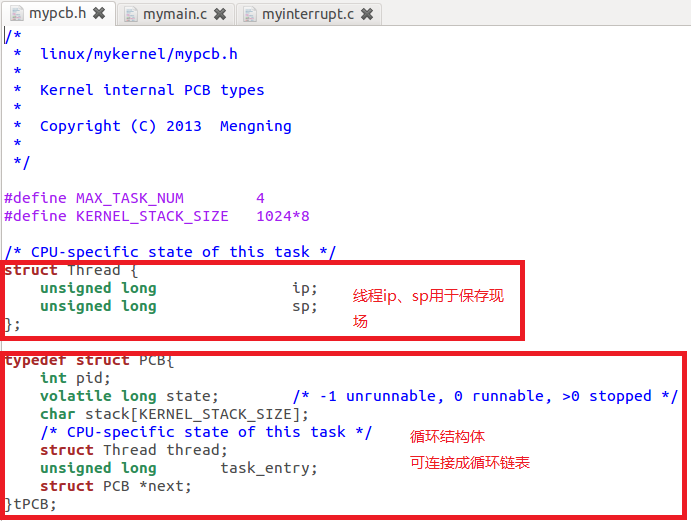 mypcb.h mymain.c myinterrupt.c
/*
 *  linux/mykernel/mypcb.h
 *
 *  Kernel internal PCB types
 *
 *  Copyright (C) 2013  Mengning
 *
 */
#define MAX_TASK_NUM        4
#define KERNEL_STACK_SIZE   1024*8
/* CPU-specific state of this task */
struct Thread {
    unsigned long               ip;
    unsigned long               sp;
};
线程ip、sp用于保存现
场
typedef struct PCB{
    int pid;
    volatile long state;        /* -1 unrunnable, 0 runnable, >0 stopped */
    char stack[KERNEL_STACK_SIZE];
    /* CPU-specific state of this task */
    struct Thread thread;
    unsigned long       task_entry;
    struct PCB *next;
}tPCB;
循环结构体
可连接成循环链表